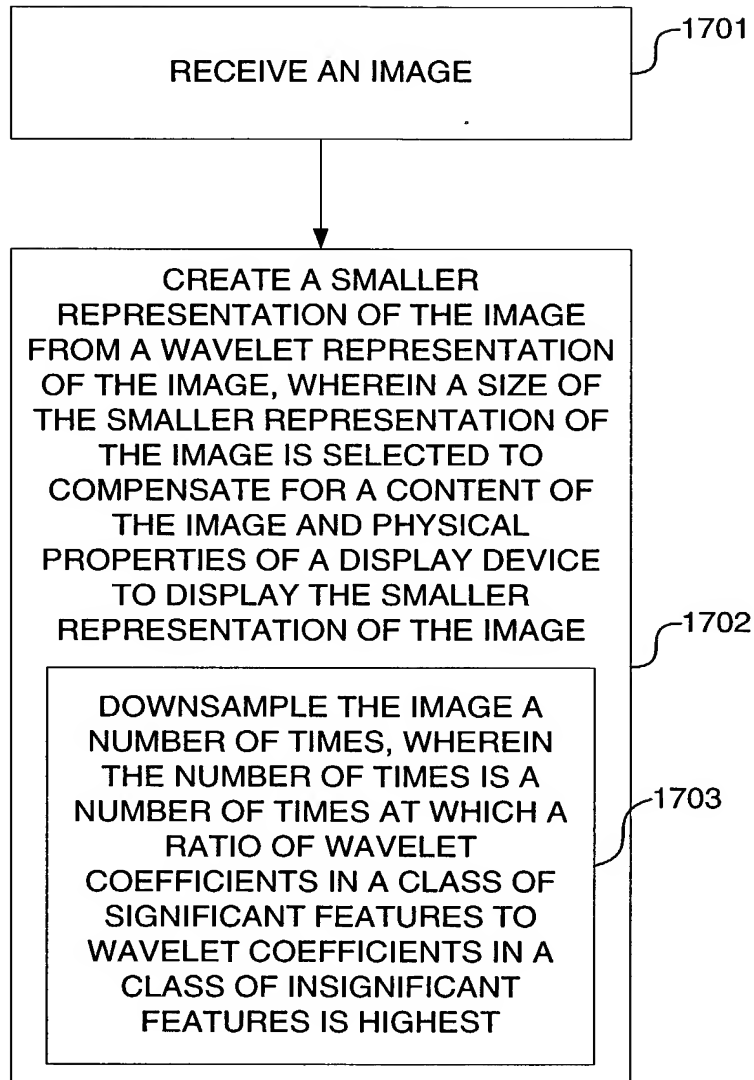 1701
RECEIVE AN IMAGE
CREATE A SMALLER
REPRESENTATION OF THE IMAGE
FROM A WAVELET REPRESENTATION
OF THE IMAGE, WHEREIN A SIZE OF
THE SMALLER REPRESENTATION OF
THE IMAGE IS SELECTED TO
COMPENSATE FOR A CONTENT OF
THE IMAGE AND PHYSICAL
PROPERTIES OF A DISPLAY DEVICE
TO DISPLAY THE SMALLER
REPRESENTATION OF THE IMAGE
1702
DOWNSAMPLE THE IMAGE A
NUMBER OF TIMES, WHEREIN
THE NUMBER OF TIMES IS A
NUMBER OF TIMES AT WHICH A
RATIO OF WAVELET
COEFFICIENTS IN A CLASS OF
SIGNIFICANT FEATURES TO
WAVELET COEFFICIENTS IN A
CLASS OF INSIGNIFICANT
FEATURES IS HIGHEST
1703